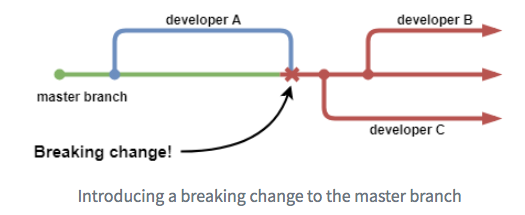 developer A
developer B
master branch
developer C
Breaking change!
Introducing a breaking change to the master branch